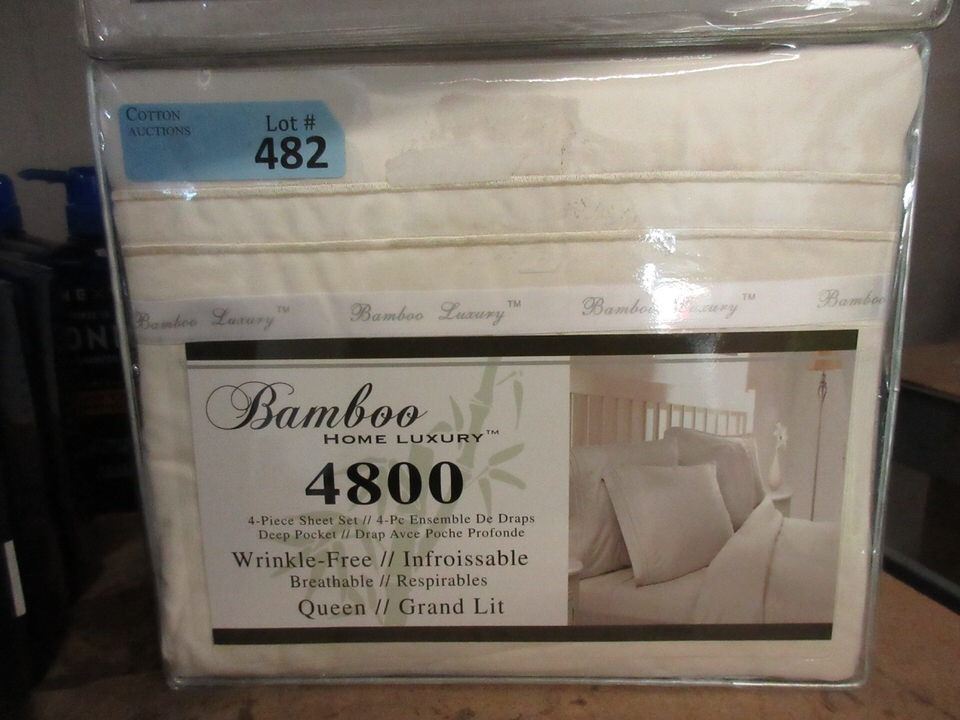 COTTON
AUCTIONS
Lot #
482
Bamboo Luxury™ Bamboo Luxury™ Bamboo Luxury™ Bamboo
Bamboo
HOME LUXURY™
4800
4-Piece Sheet Set // 4-Pc Ensemble De Draps
Deep Pocket // Drap Avce Poche Profonde
Wrinkle-Free // Infroissable
Breathable // Respirables
Queen // Grand Lit